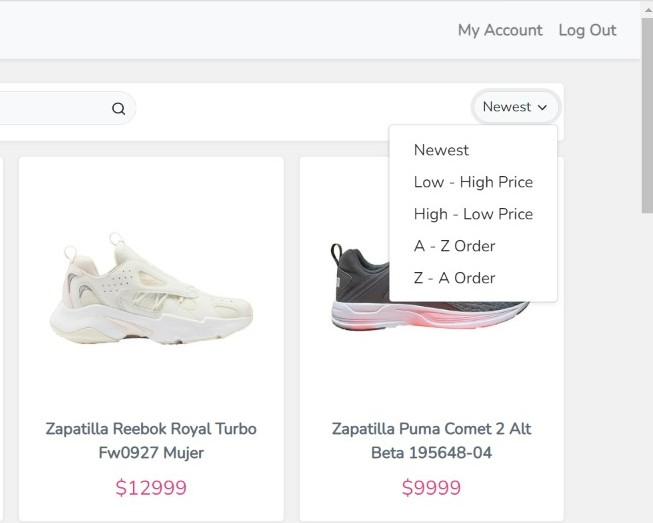 My Account Log Out
Newest
Newest
Low - High Price
High - Low Price
A - Z Order
Z - A Order
Zapatilla Reebok Royal Turbo
Fw0927 Mujer
$12999
Zapatilla Puma Comet 2 Alt
Beta 195648-04
$9999